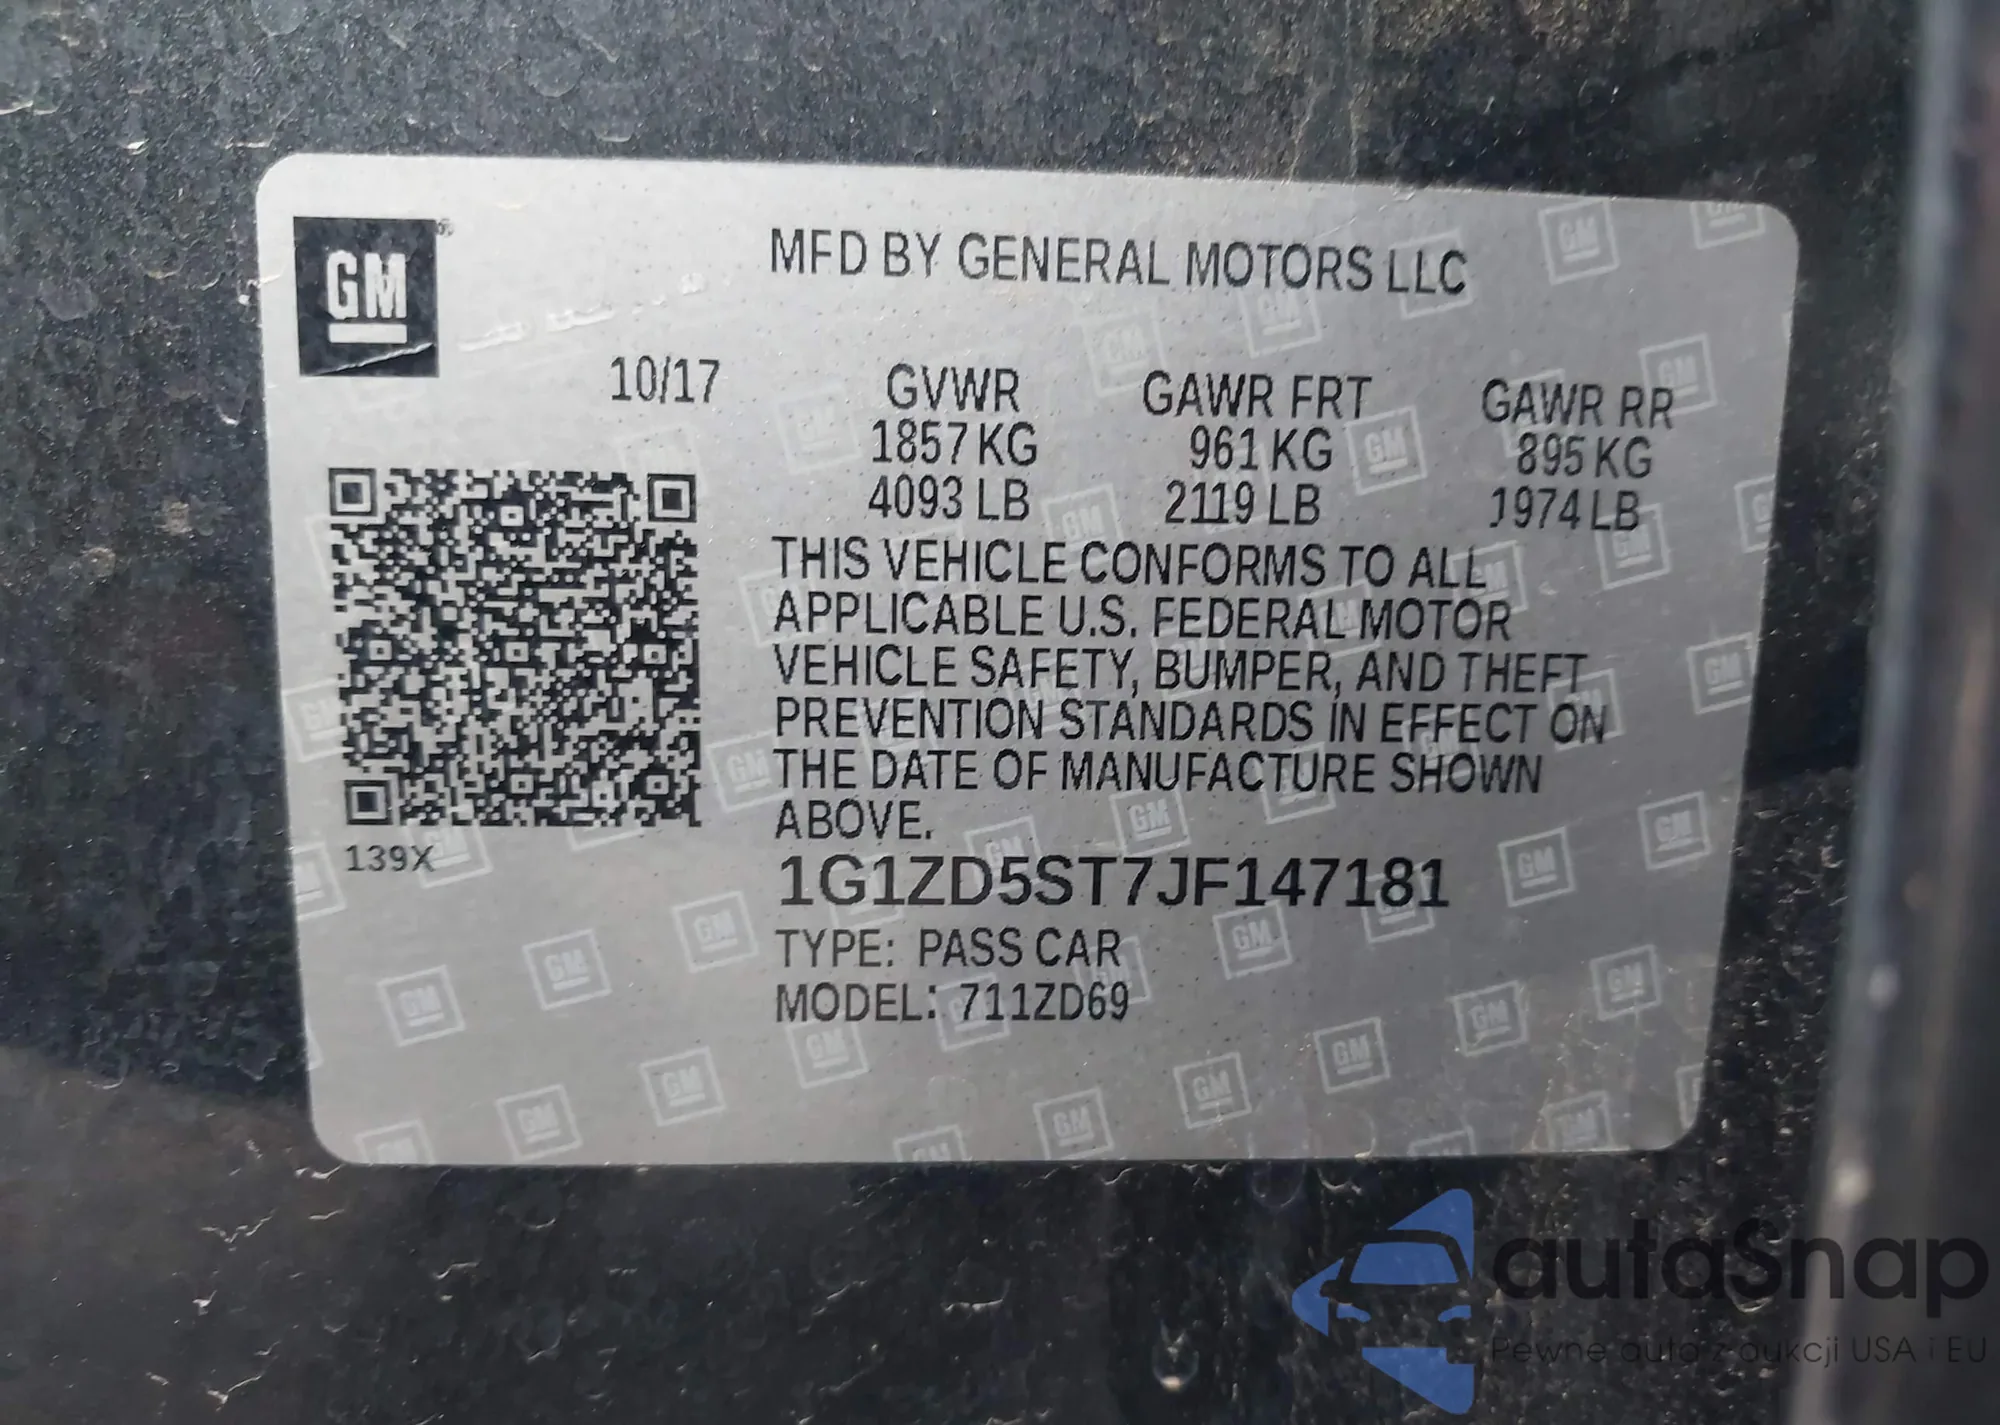 GM
MFD BY GENERAL MOTORS LLC
10/17
GVWR GAWR FRT GAWR RR
1857 KG 961 KG 895 KG
4093 LB 2119 LB 1974 LB
THIS VEHICLE CONFORMS TO ALL
APPLICABLE U.S. FEDERAL MOTOR
VEHICLE SAFETY, BUMPER, AND THEFT
PREVENTION STANDARDS IN EFFECT ON
THE DATE OF MANUFACTURE SHOWN
ABOVE.
139X
1G1ZD5ST7JF147181
TYPE: PASS CAR
MODEL: 711ZD69
autaSnap
Pewne auta z aukcji USA i EU